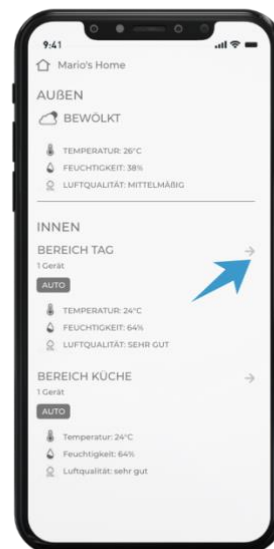 9:41
Mario's Home
AUßEN
BEWÖLKT
TEMPERATUR: 26°C
FEUCHTIGKEIT: 38%
LUFTQUALITÄT: MITTELMÄßIG
INNEN
BEREICH TAG
1 Gerät
AUTO
TEMPERATUR: 24°C
FEUCHTIGKEIT: 64%
LUFTQUALITÄT: SEHR GUT
BEREICH KÜCHE
1 Gerät
AUTO
Temperatur: 24°C
Feuchtigkeit: 64%
Luftqualität: sehr gut